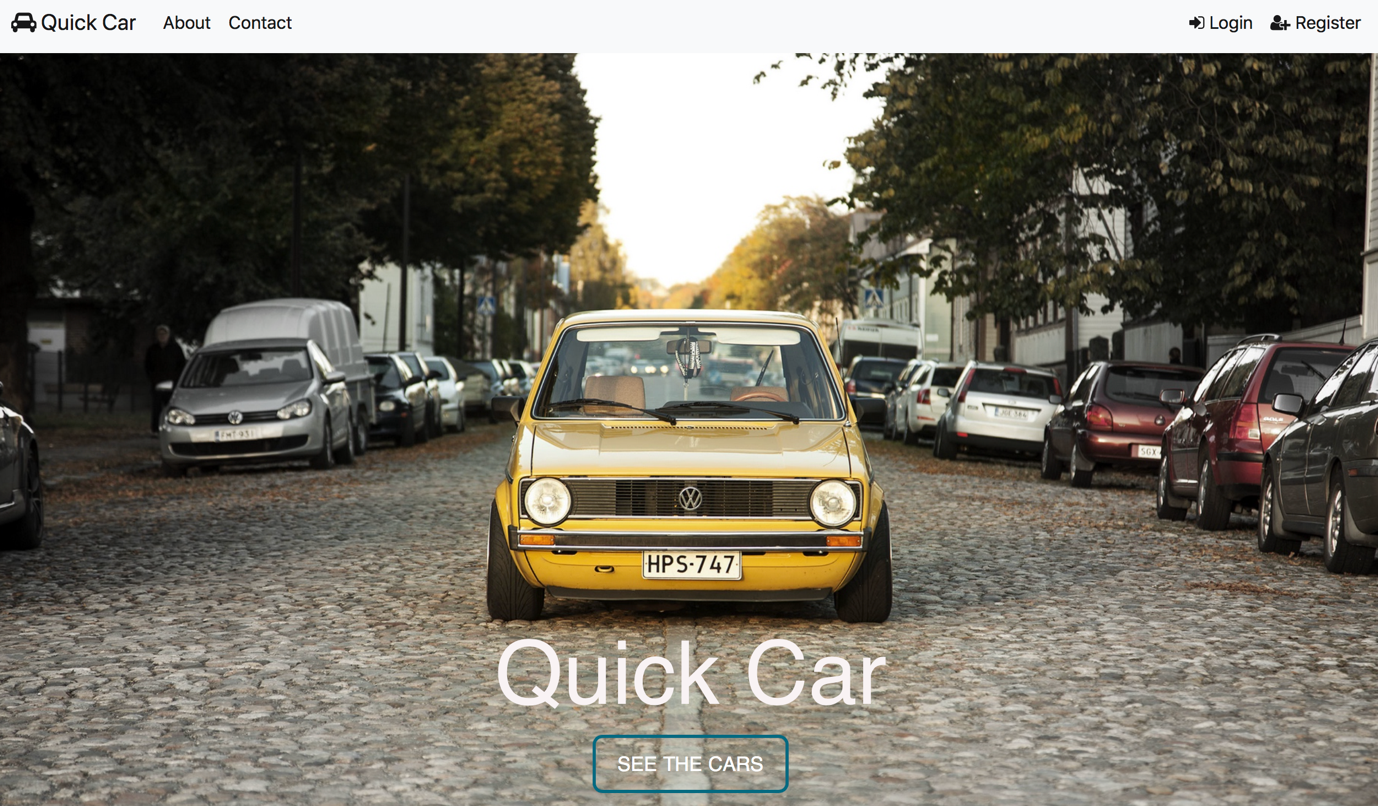 Quick Car
About
Contact
Login
Register
HPS-747
Quick Car
SEE THE CARS